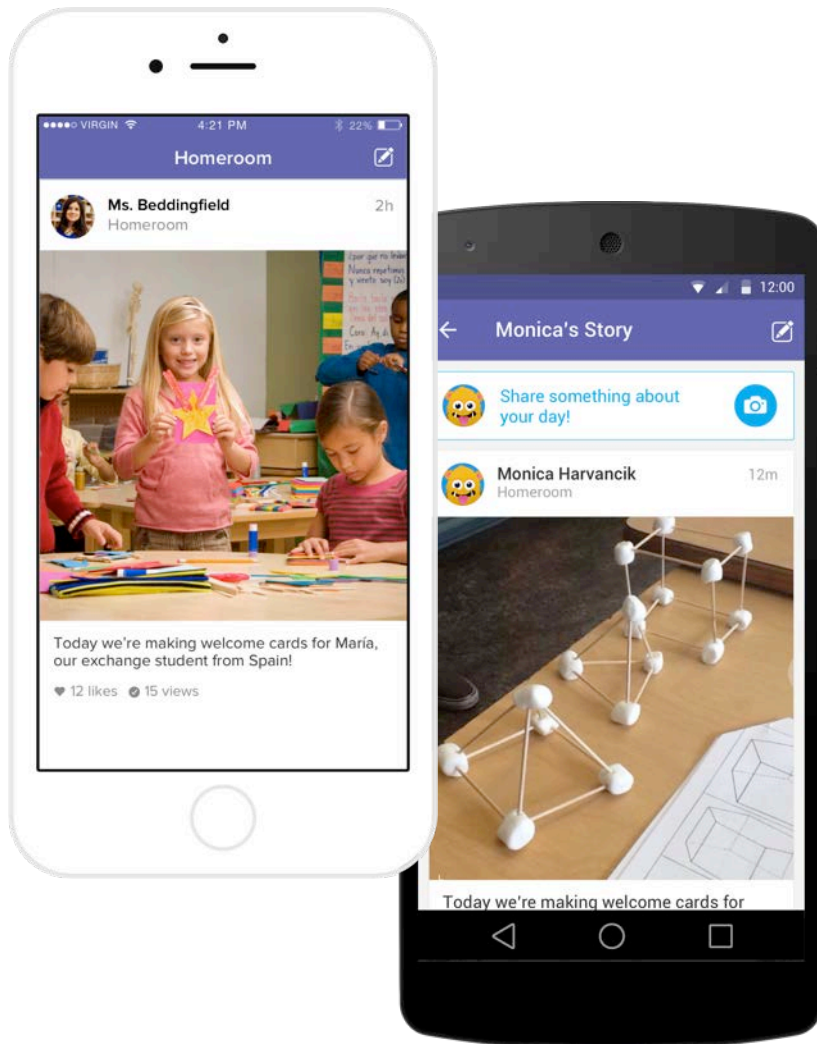 VIRGIN
4:21 PM
22%
Homeroom
Ms. Beddingfield
2h
Homeroom
Today we're making welcome cards for María,
our exchange student from Spain!
12 likes
15 views
12:00
Monica's Story
Share something about
your day!
Monica Harvancik
12m
Homeroom
Today we're making welcome cards for